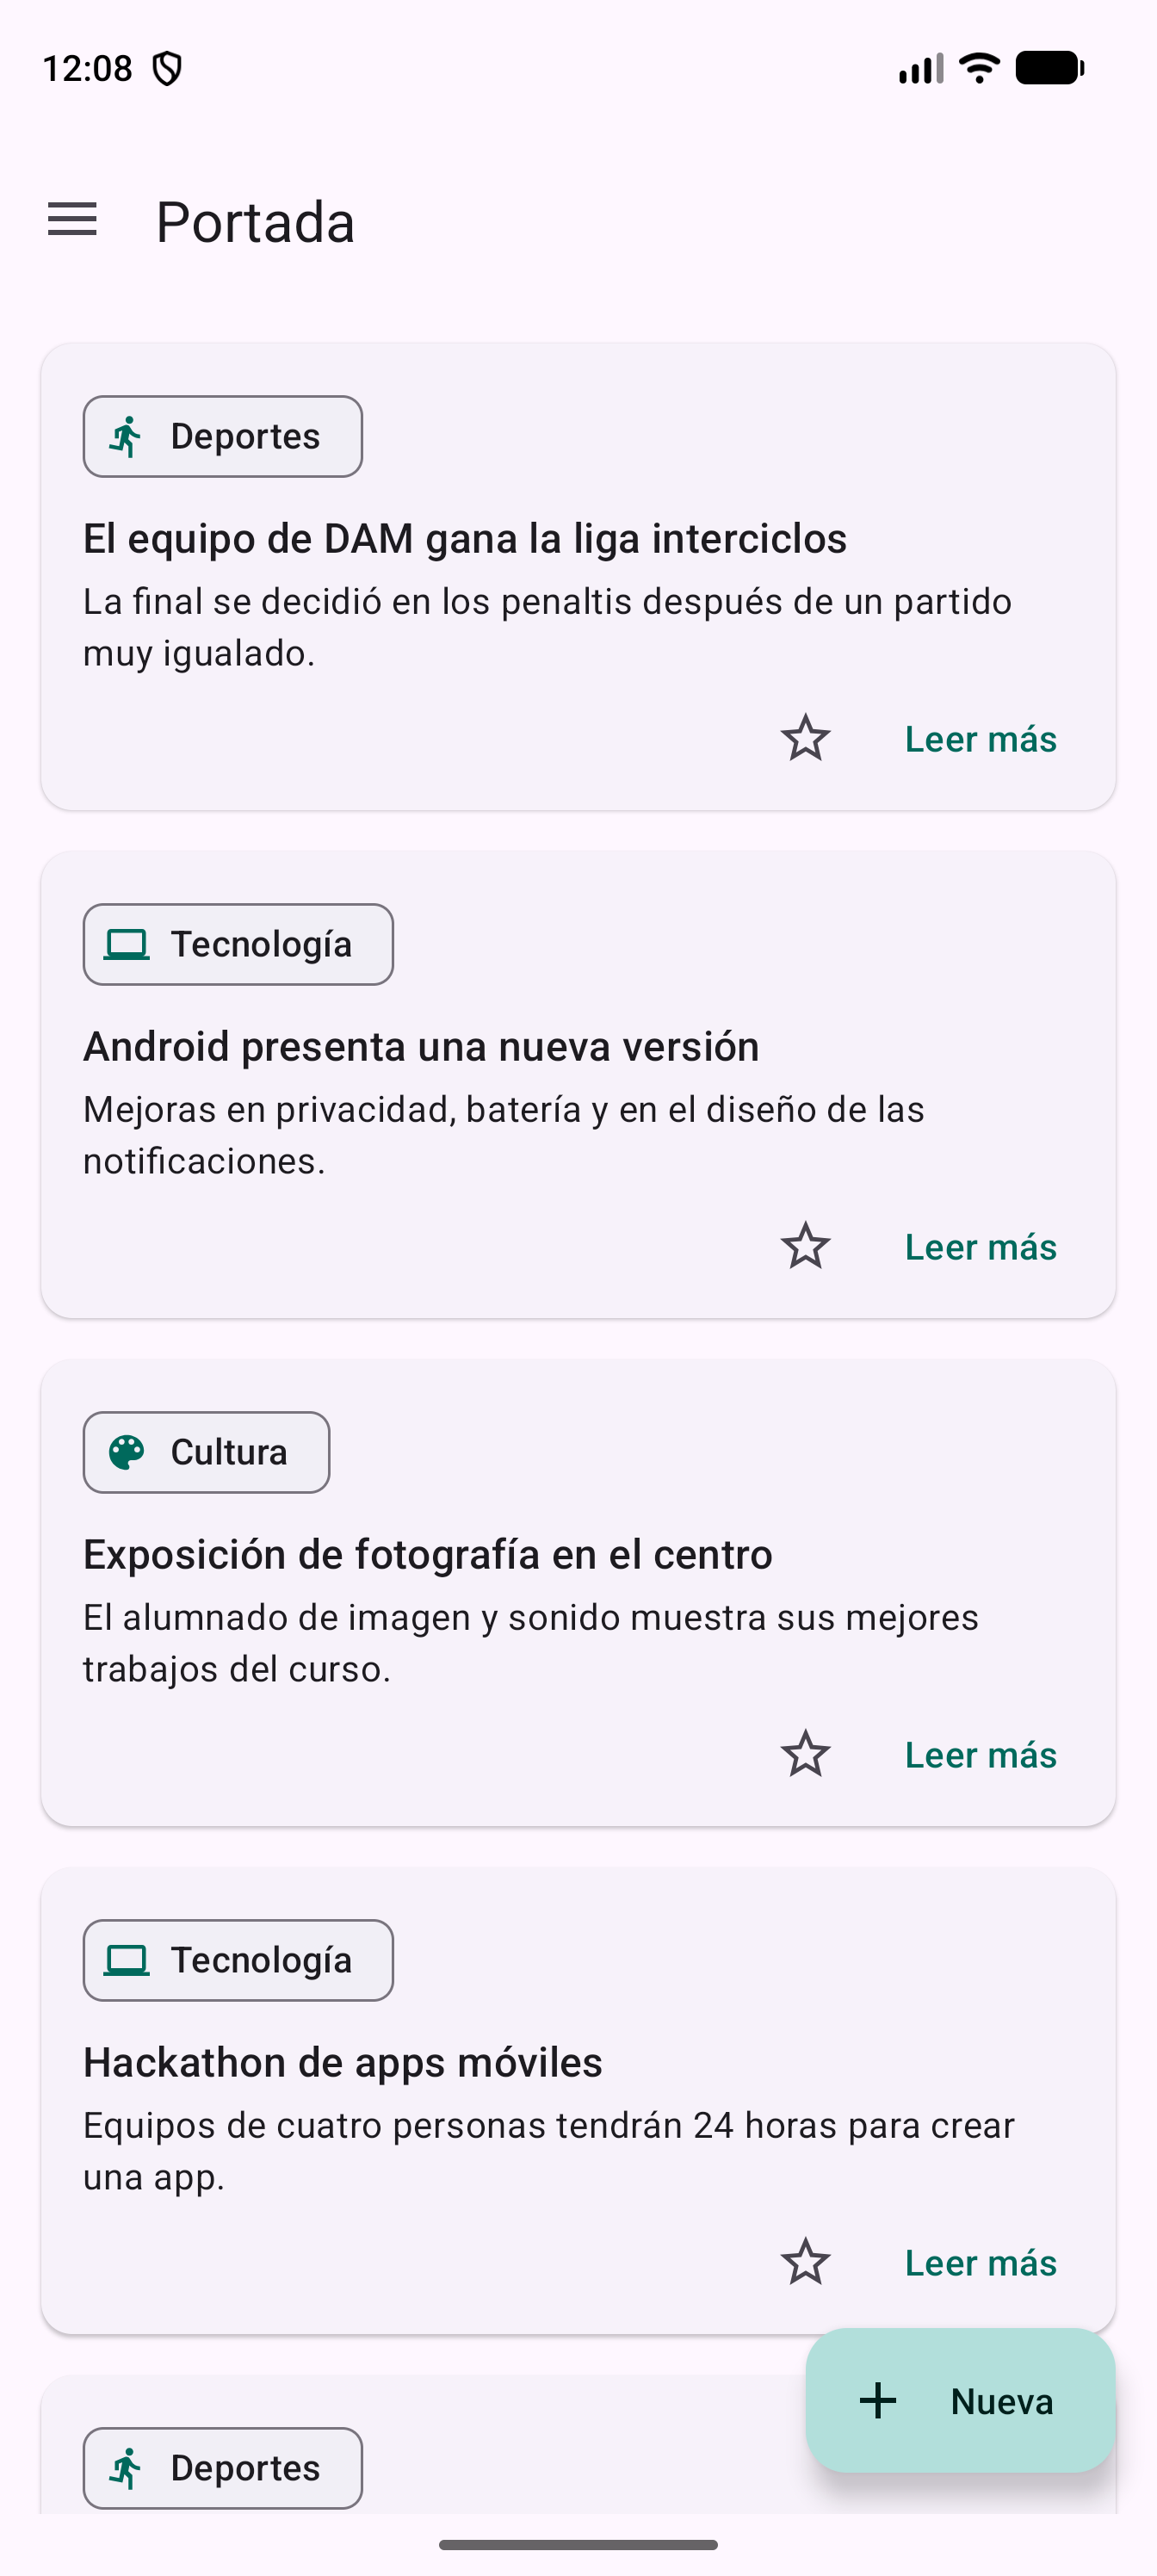 12:08
Portada
Deportes
El equipo de DAM gana la liga interciclos
La final se decidió en los penaltis después de un partido
muy igualado.
Leer más
Tecnología
Android presenta una nueva versión
Mejoras en privacidad, batería y en el diseño de las
notificaciones.
Leer más
Cultura
Exposición de fotografía en el centro
El alumnado de imagen y sonido muestra sus mejores
trabajos del curso.
Leer más
Tecnología
Hackathon de apps móviles
Equipos de cuatro personas tendrán 24 horas para crear
una app.
Leer más
Nueva
Deportes